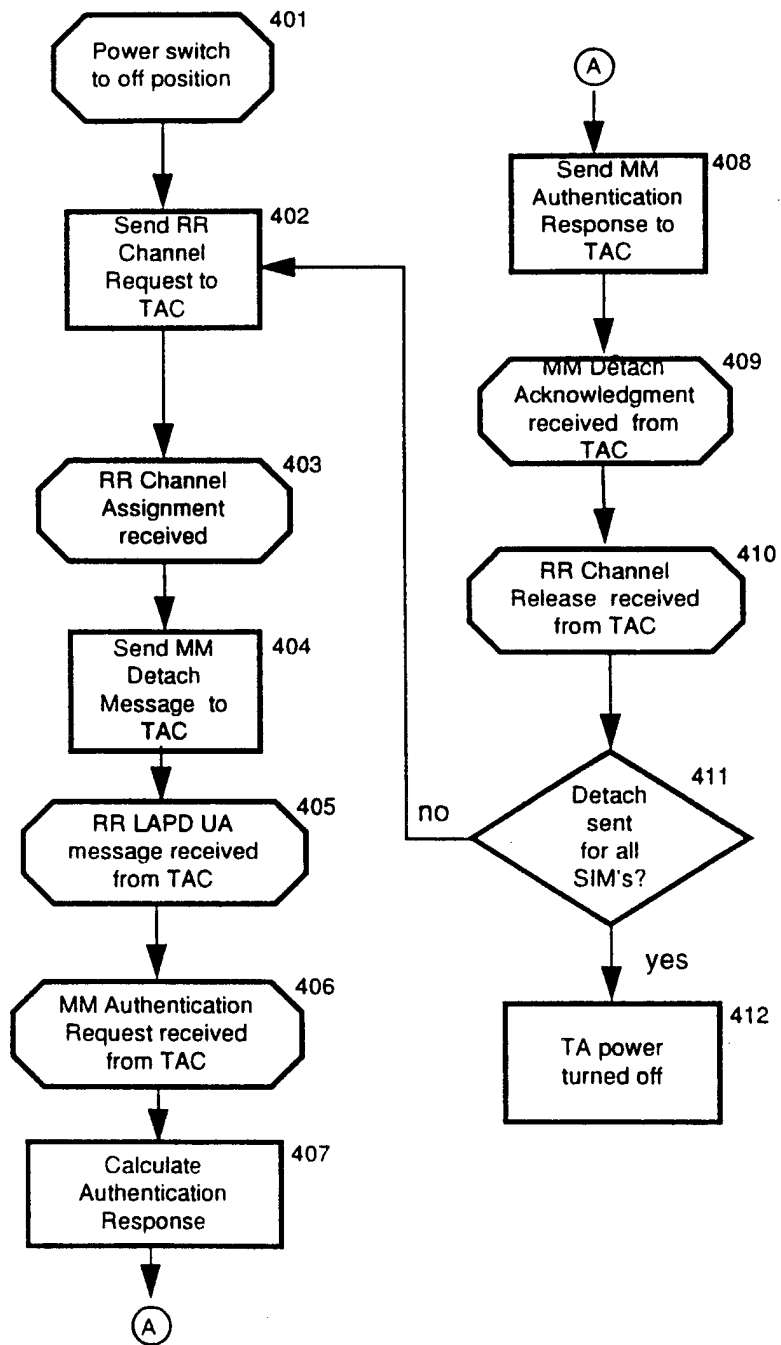 401
Power switch
to off position
402
Send RR
Channel
Request to
TAC
403
RR Channel
Assignment
received
404
Send MM
Detach
Message to
TAC
405
RR LAPD UA
message received
from TAC
406
MM Authentication
Request received
from TAC
407
Calculate
Authentication
Response
A
A
408
Send MM
Authentication
Response to
TAC
409
MM Detach
Acknowledgment
received from
TAC
410
RR Channel
Release received
from TAC
411
Detach
sent
for all
SIM's?
no
yes
412
TA power
turned off